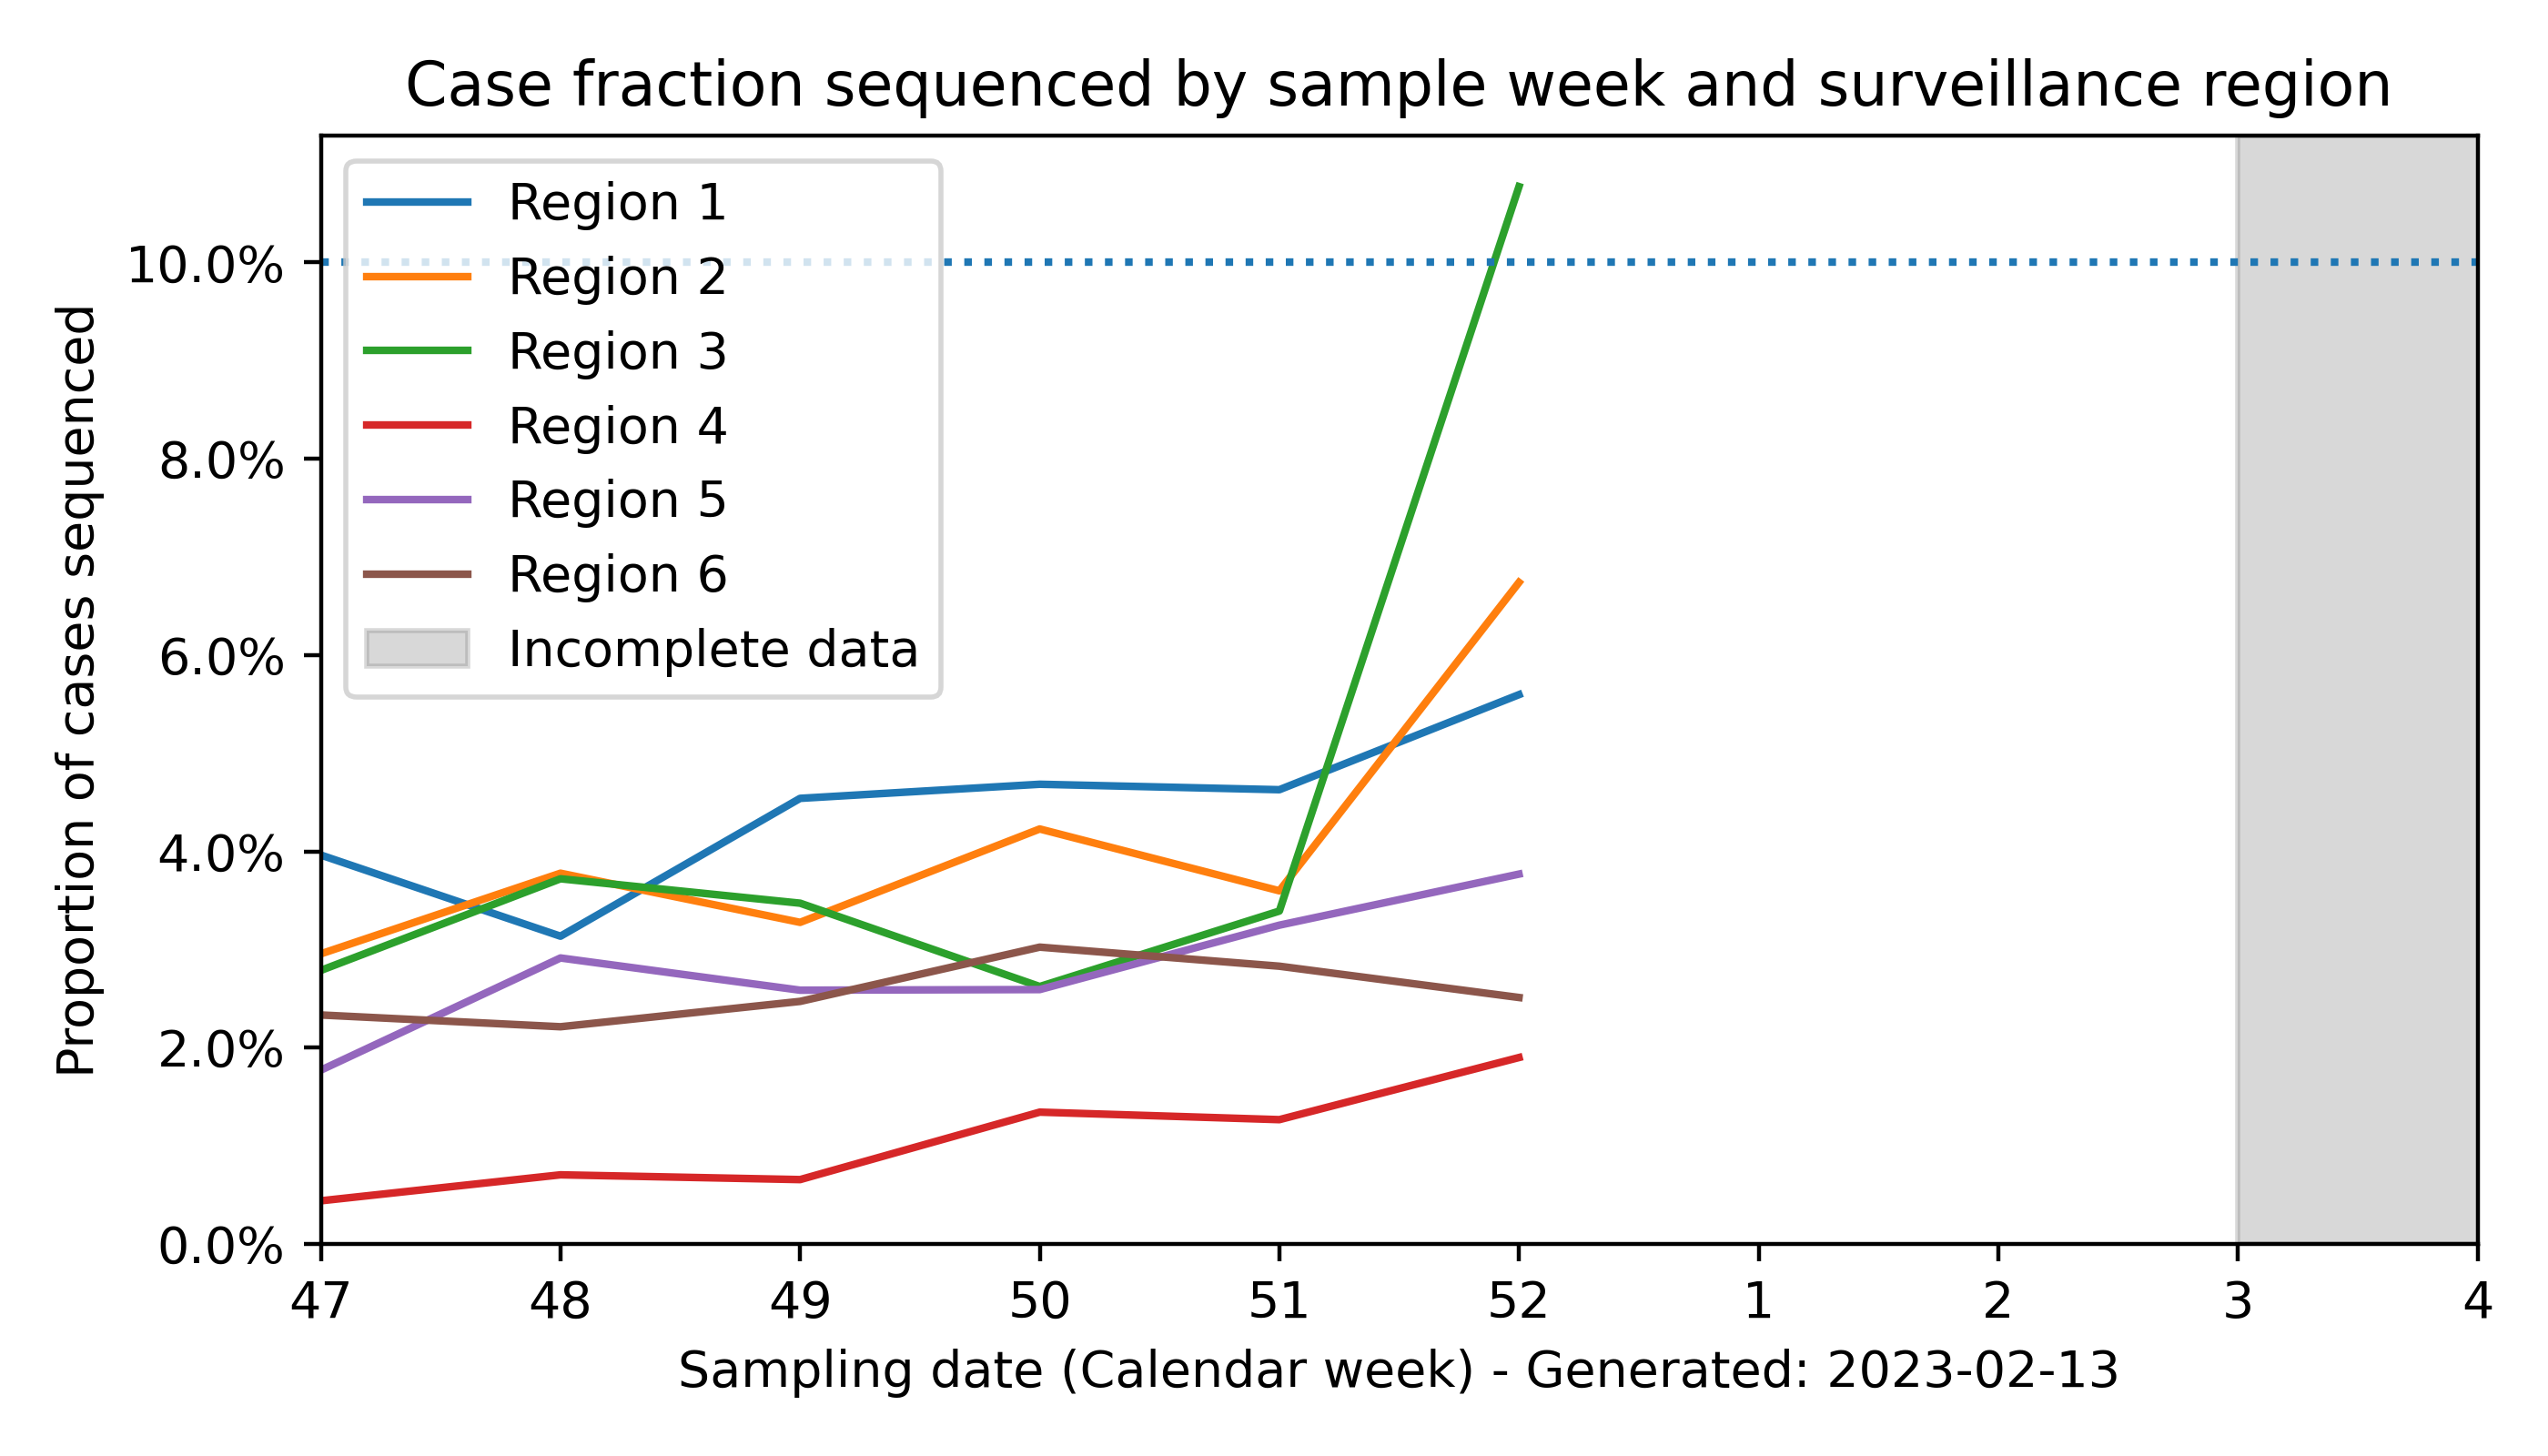 Case fraction sequenced by sample week and surveillance region
Region 1
Region 2
Region 3
Region 4
Region 5
Region 6
Incomplete data
Proportion of cases sequenced
10.0%
8.0%
6.0%
4.0%
2.0%
0.0%
47 48 49 50 51 52 1 2 3 4
Sampling date (Calendar week) - Generated: 2023-02-13